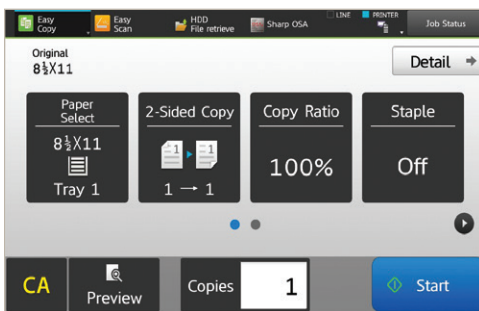 Easy
Copy
Easy
Scan
HDD
File retrieve
Sharp OSA
LINE
PRINTER
Job Status
Original
8½X11
Detail
Paper
Select
8½X11
Tray 1
2-Sided Copy
1 1
1 → 1
Copy Ratio
100%
Staple
Off
CA
Preview
Copies
1
Start